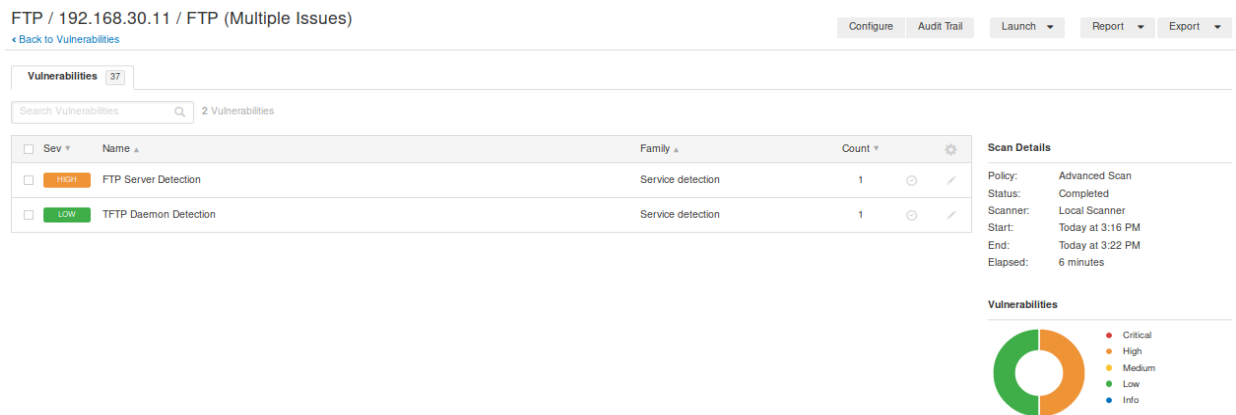 FTP / 192.168.30.11 / FTP (Multiple Issues)
Back to Vulnerabilities
Configure Audit Trail Launch Report Export
Vulnerabilities 37
Search Vulnerabilities 2 Vulnerabilities
Sev Name Family Count
HIGH FTP Server Detection Service detection 1
LOW TFTP Daemon Detection Service detection 1
Scan Details
Policy: Advanced Scan
Status: Completed
Scanner: Local Scanner
Start: Today at 3:16 PM
End: Today at 3:22 PM
Elapsed: 6 minutes
Vulnerabilities
Critical
High
Medium
Low
Info